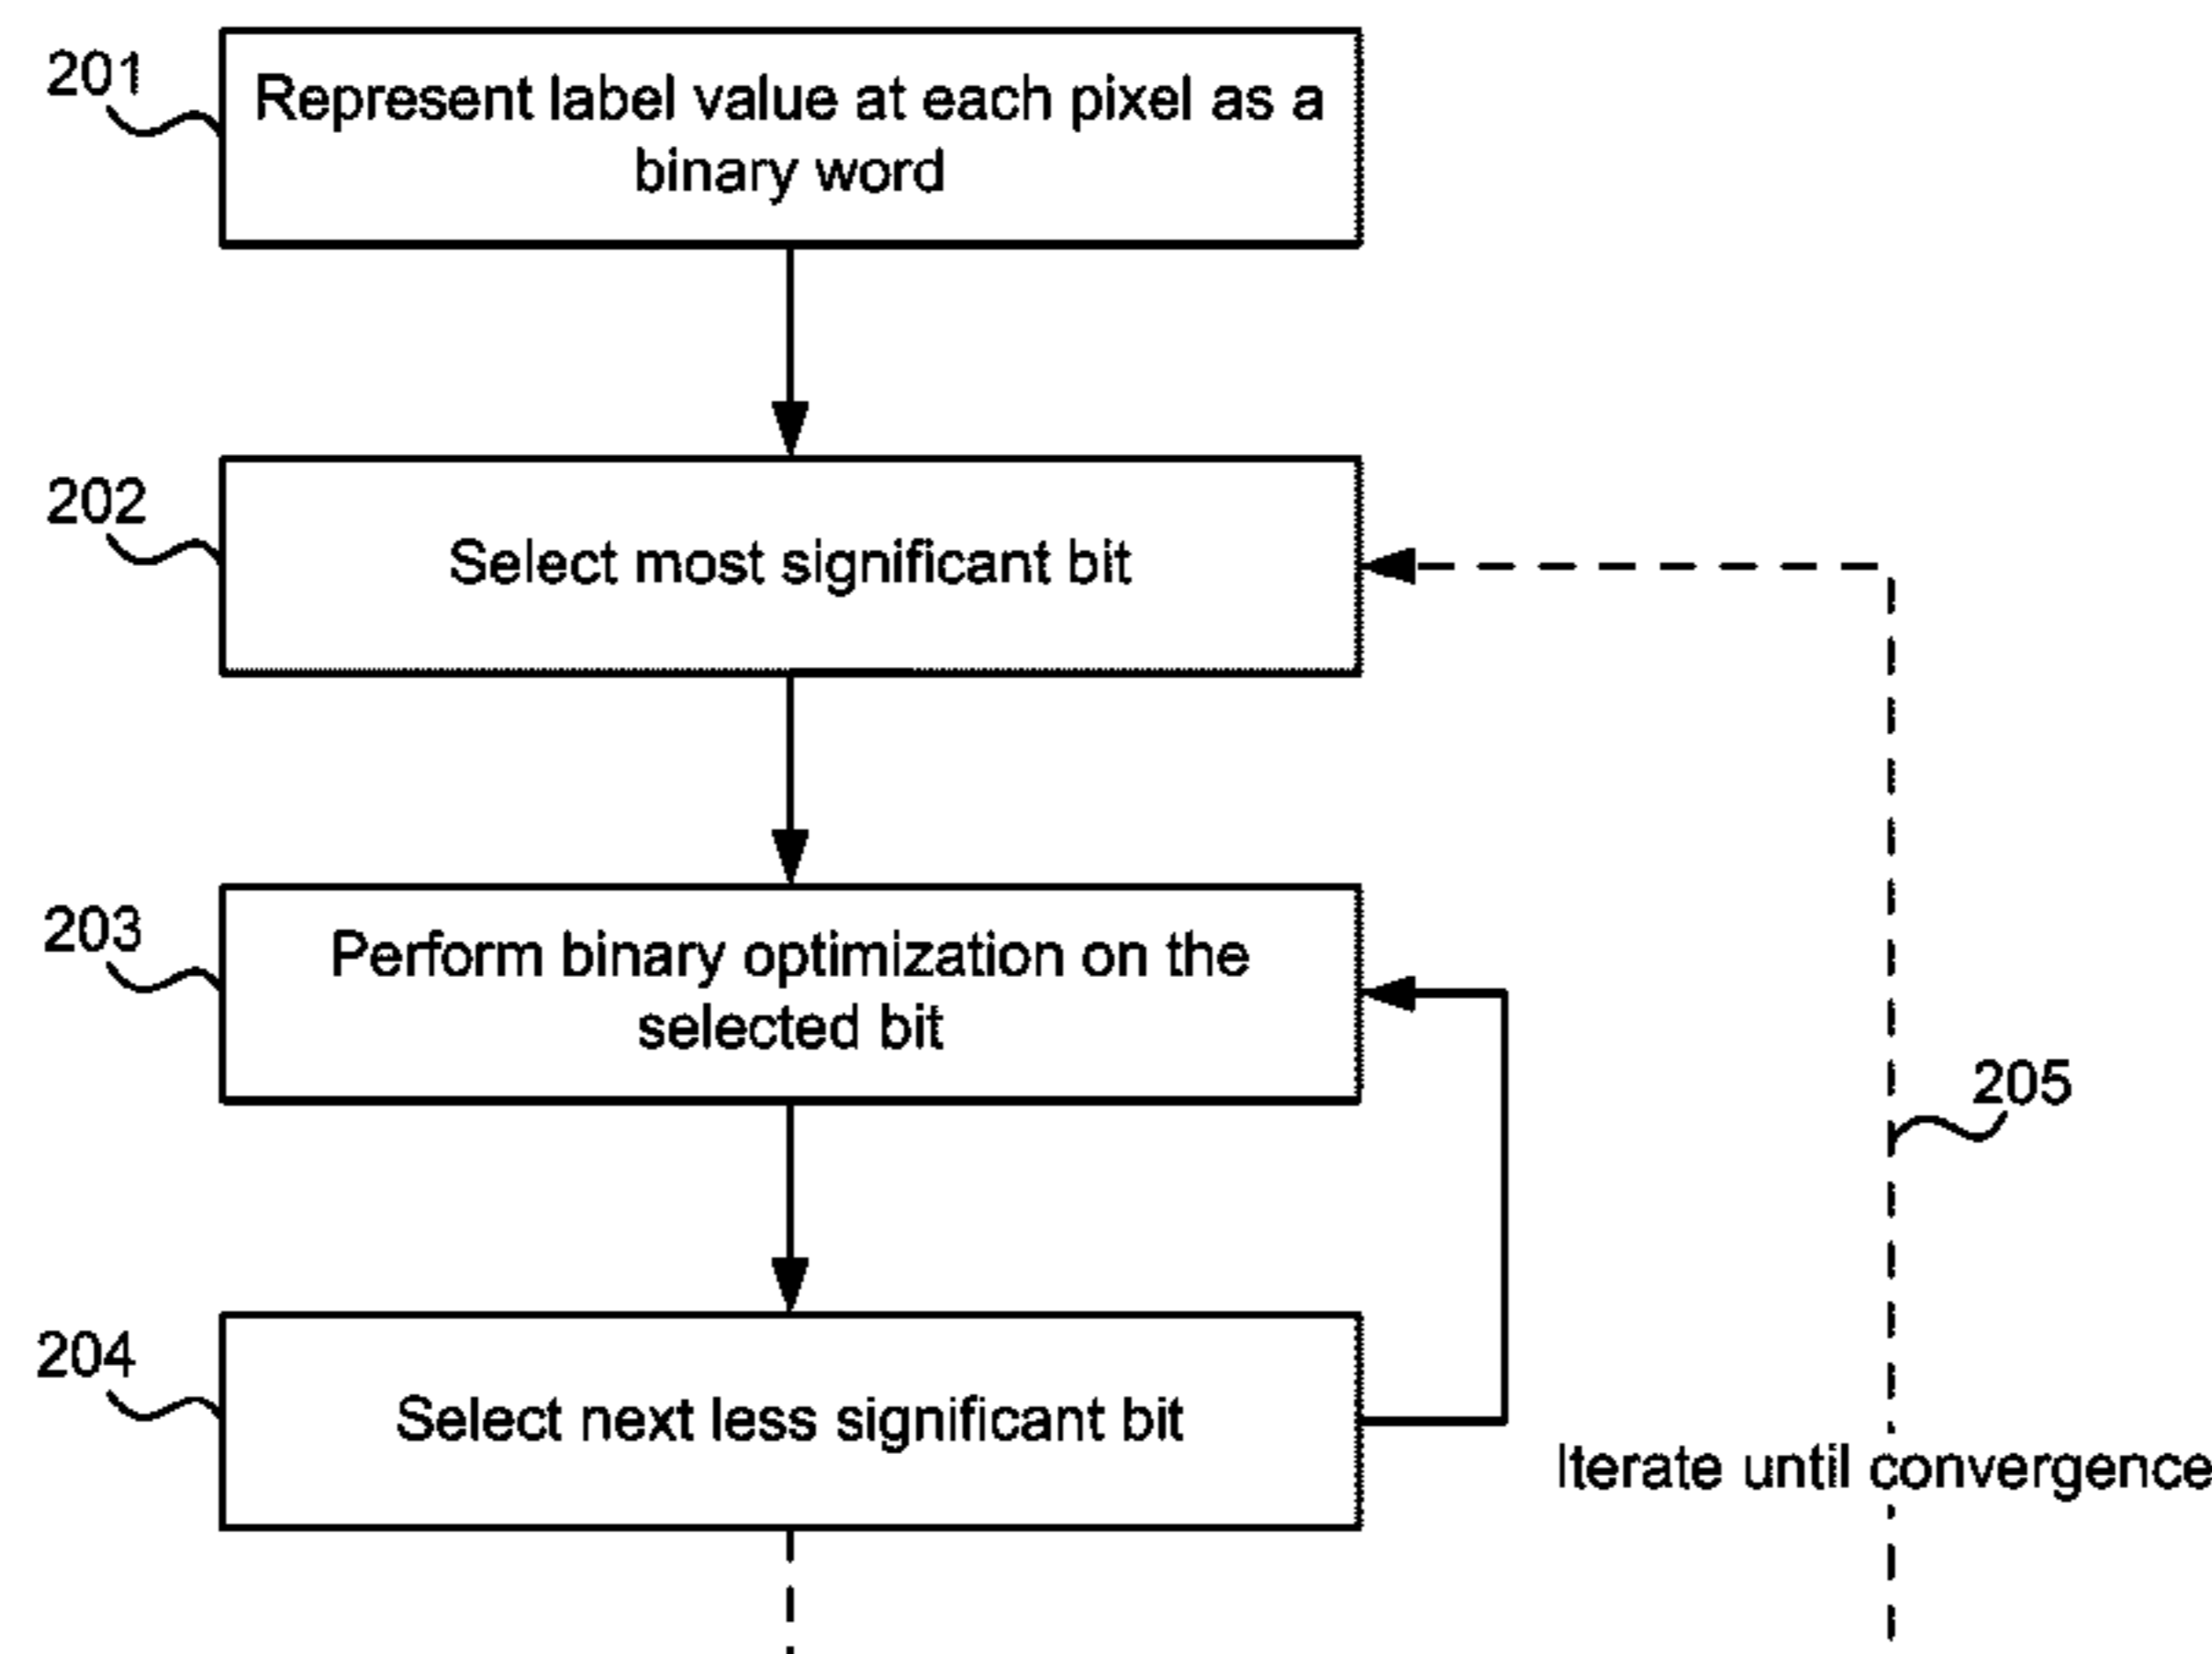 201
Represent label value at each pixel as a
binary word
202
Select most significant bit
203
Perform binary optimization on the
selected bit
205
204
Select next less significant bit
Iterate until convergence